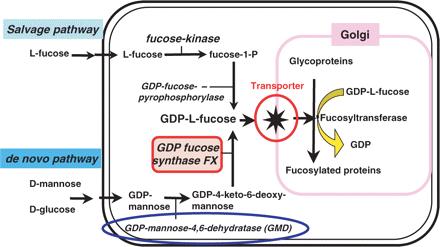 Salvage pathway
Golgi
fucose-kinase
L-fucose
L-fucose
fucose-1-P
Glycoproteins
GDP-fucose-
pyrophosphorylase
Transporter
GDP-L-fucose
GDP-L-fucose
Fucosyltransferase
GDP fucose
synthase FX
GDP
de novo pathway
Fucosylated proteins
D-mannose
D-glucose
GDP-
mannose
GDP-4-keto-6-deoxy-
mannose
GDP-mannose-4,6-dehydratase (GMD)